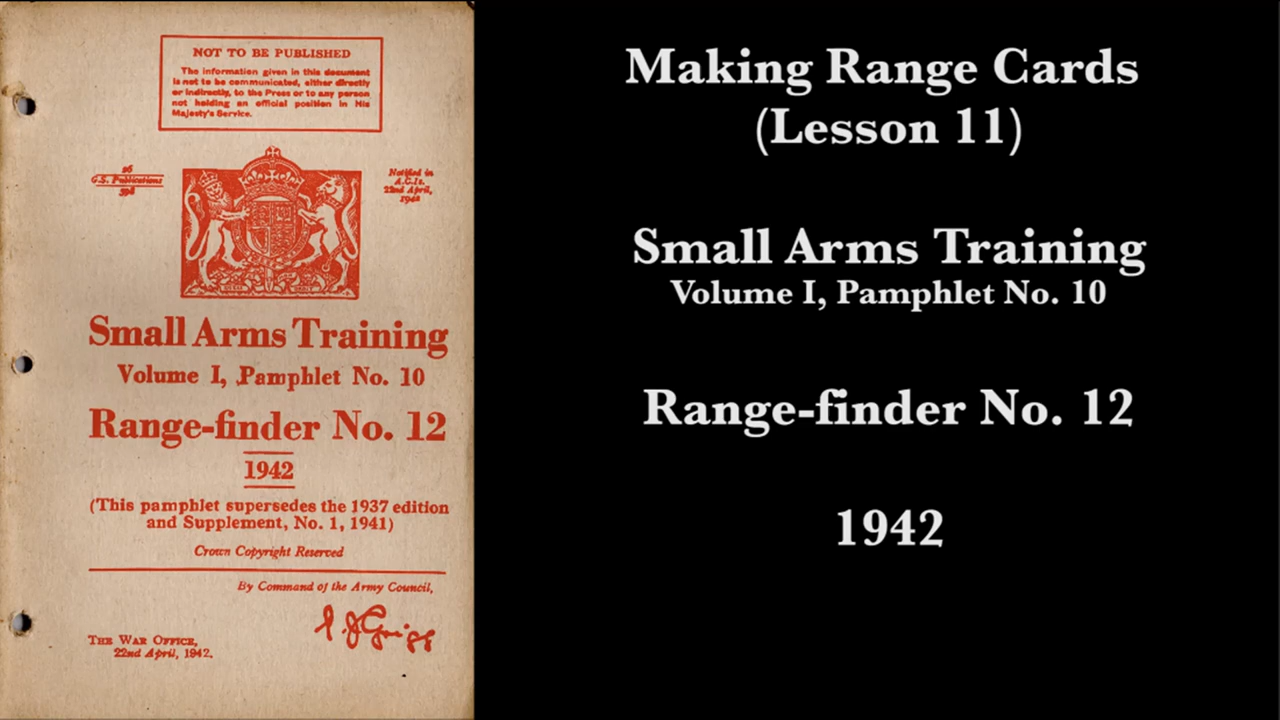 NOT TO BE PUBLISHED
The information given in this document
is not to be communicated, either directly
or indirectly, to the Press or to any person
not holding an official position in His
Majesty's Service.
26
G.S. Publications
Notified in
A.C.Is.
22nd April,
1942
Small Arms Training
Volume I, Pamphlet No. 10
Range-finder No. 12
1942
(This pamphlet supersedes the 1937 edition
and Supplement, No. 1, 1941)
Crown Copyright Reserved
By Command of the Army Council,
THE WAR OFFICE,
22nd April, 1942.
Making Range Cards
(Lesson 11)
Small Arms Training
Volume I, Pamphlet No. 10
Range-finder No. 12
1942